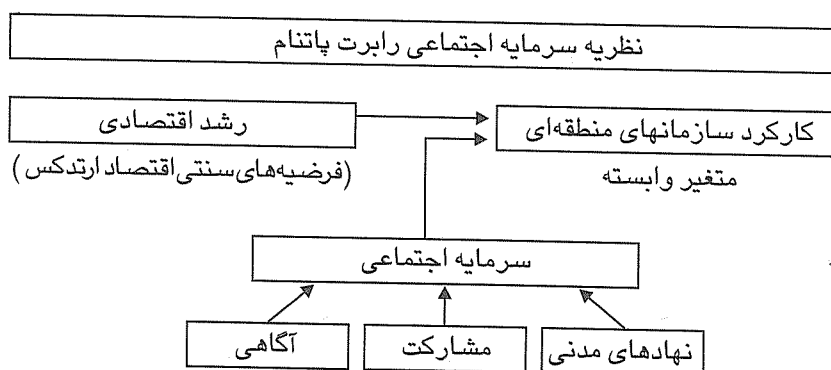 نظریه سرمایه اجتماعی رابرت پاتنام
کارکرد سازمانهای منطقه‌ای
رشد اقتصادی
متغیر وابسته
(فرضیه‌های سنتی اقتصاد ارتدکس)
سرمایه اجتماعی
نهادهای مدنی
مشارکت
آگاهی